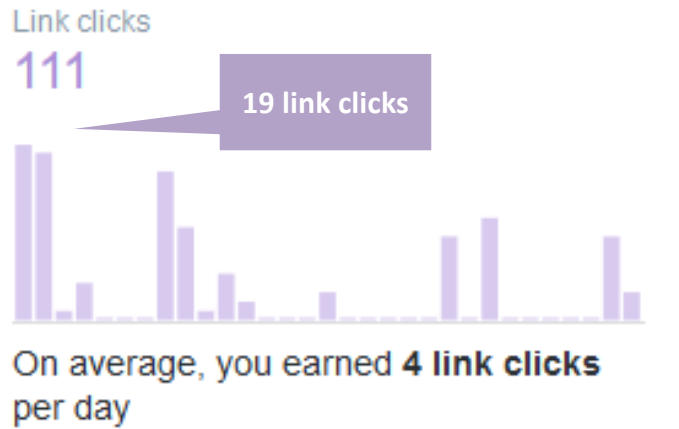 Link clicks
111
19 link clicks
On average, you earned 4 link clicks
per day